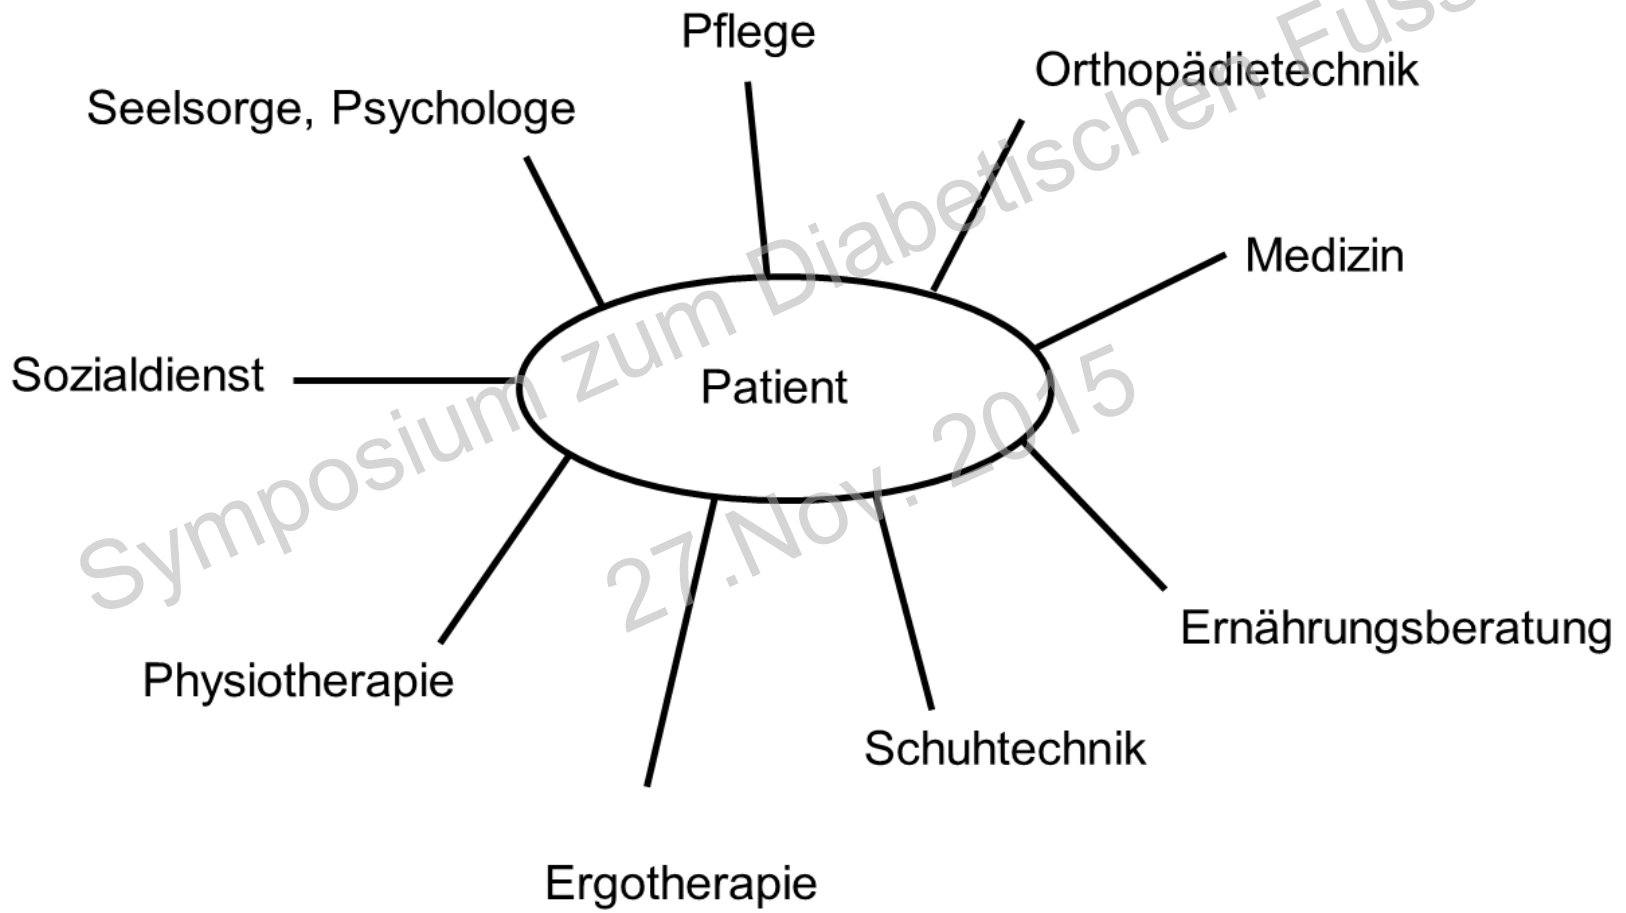 Pflege
Orthopädietechnik
Seelsorge, Psychologe
Medizin
Sozialdienst
Patient
Ernährungsberatung
Physiotherapie
Schuhtechnik
Ergotherapie
Symposium zum Diabetischen Fuss
27.Nov. 2015